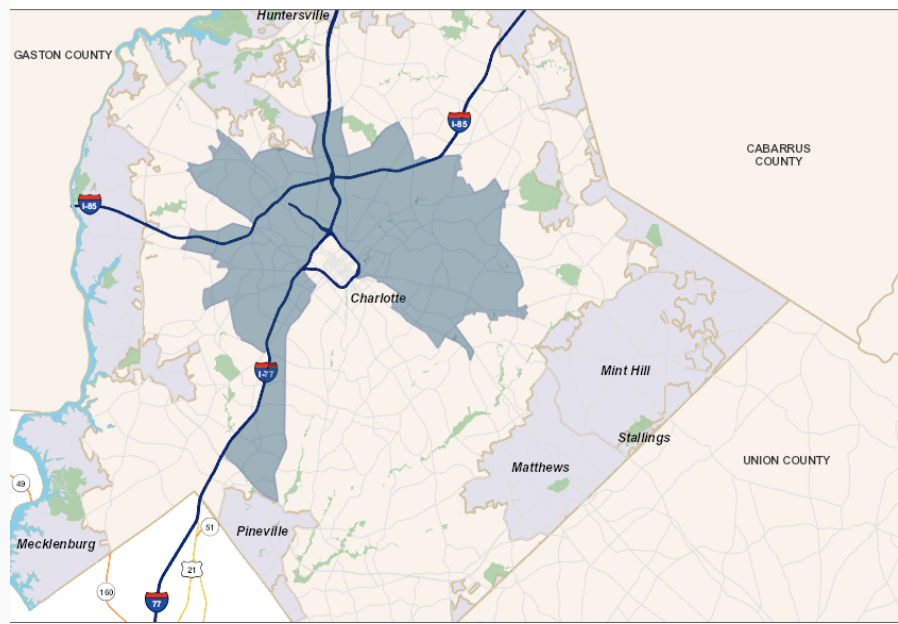 Huntersville
GASTON COUNTY
I-85
CABARRUS
COUNTY
I-85
Charlotte
I-77
Mint Hill
Stallings
Matthews
UNION COUNTY
49
51
Pineville
Mecklenburg
21
160
77